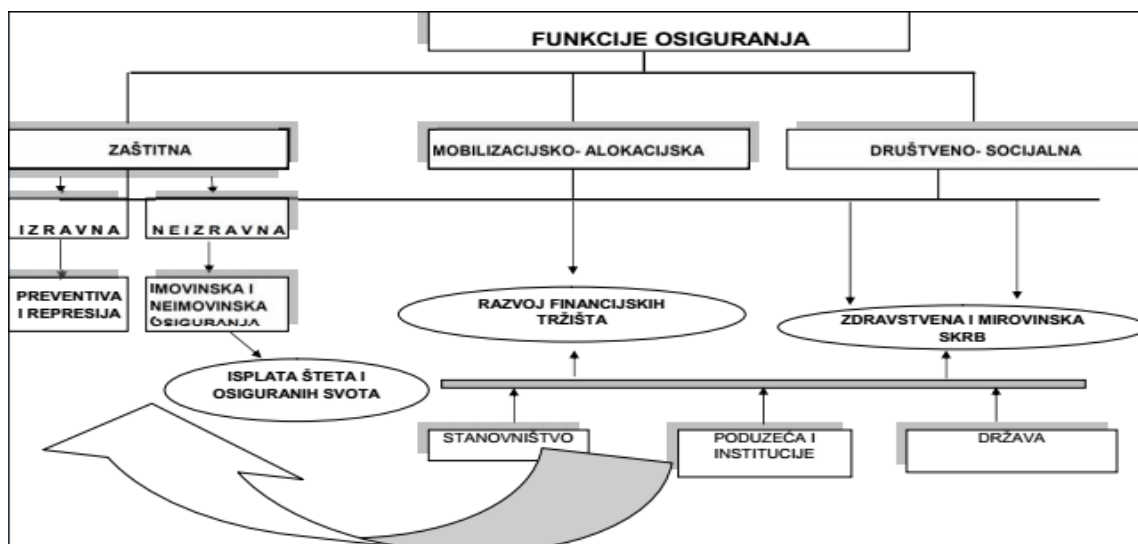 FUNKCIJE OSIGURANJA
ZAŠTITNA
MOBILIZACIJSKO- ALOKACIJSKA
DRUŠTVENO- SOCIJALNA
IZRAVNA
NEIZRAVNA
PREVENTIVA
I REPRESIJA
IMOVINSKA I
NEIMOVINSKA
OSIGURANJA
RAZVOJ FINANCIJSKIH
TRŽIŠTA
ZDRAVSTVENA I MIROVINSKA
SKRB
ISPLATA ŠTETA I
OSIGURANIH SVOTA
STANOVNIŠTVO
PODUZEĆA I
INSTITUCIJE
DRŽAVA